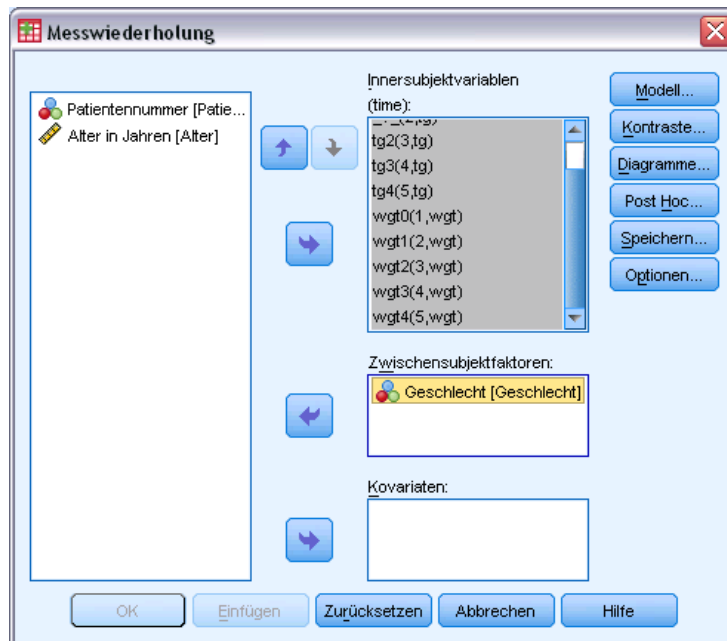 Messwiederholung
Patientennummer [Patie...
Alter in Jahren [Alter]
Innersubjektvariablen
(time):
tg2(3,tg)
tg3(4,tg)
tg4(5,tg)
wgt0(1,wgt)
wgt1(2,wgt)
wgt2(3,wgt)
wgt3(4,wgt)
wgt4(5,wgt)
Zwischensubjektfaktoren:
Geschlecht [Geschlecht]
Kovariaten:
Modell...
Kontraste...
Diagramme...
Post Hoc...
Speichern...
Optionen...
OK
Einfügen
Zurücksetzen
Abbrechen
Hilfe